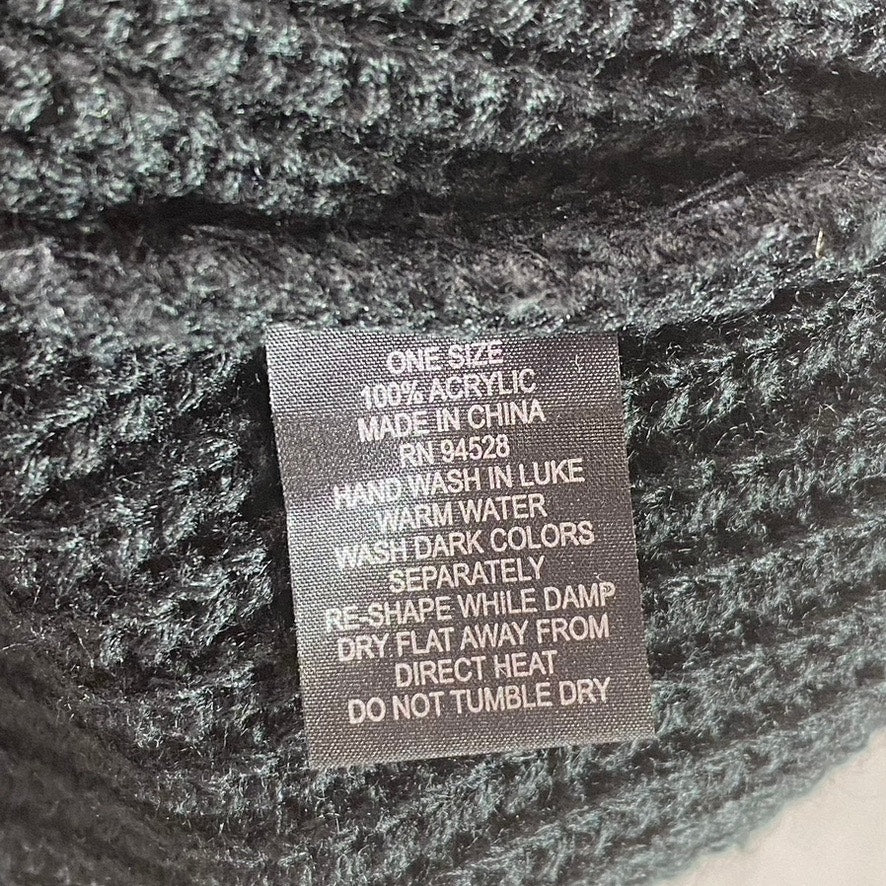 ONE SIZE
100% ACRYLIC
MADE IN CHINA
RN 94528
HAND WASH IN LUKE
WARM WATER
WASH DARK COLORS
SEPARATELY
RE-SHAPE WHILE DAMP
DRY FLAT AWAY FROM
DIRECT HEAT
DO NOT TUMBLE DRY